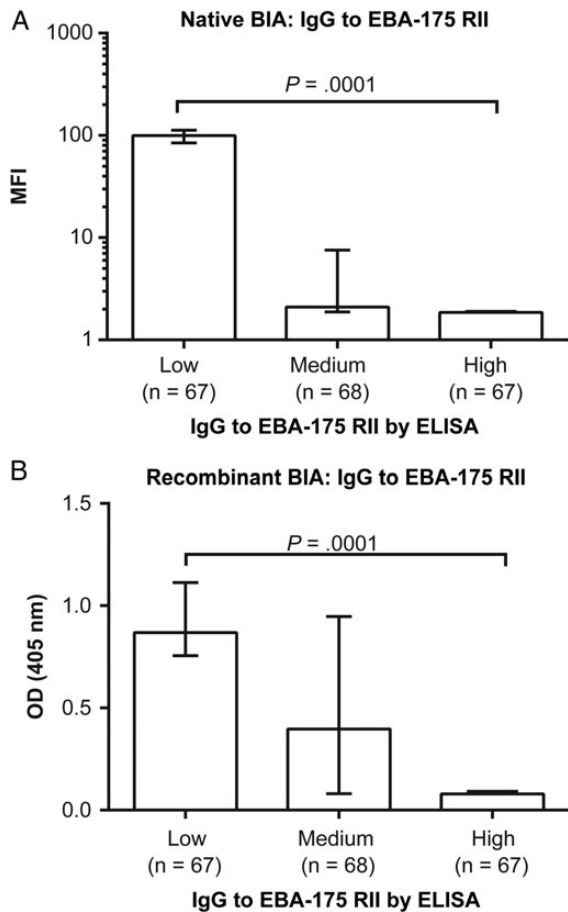 A
Native BIA: IgG to EBA-175 RII
1000
P = .0001
100
MFI
10
1
Low Medium High
(n = 67) (n = 68) (n = 67)
IgG to EBA-175 RII by ELISA
B
Recombinant BIA: IgG to EBA-175 RII
1.5
P = .0001
1.0
OD (405 nm)
0.5
0.0
Low Medium High
(n = 67) (n = 68) (n = 67)
IgG to EBA-175 RII by ELISA